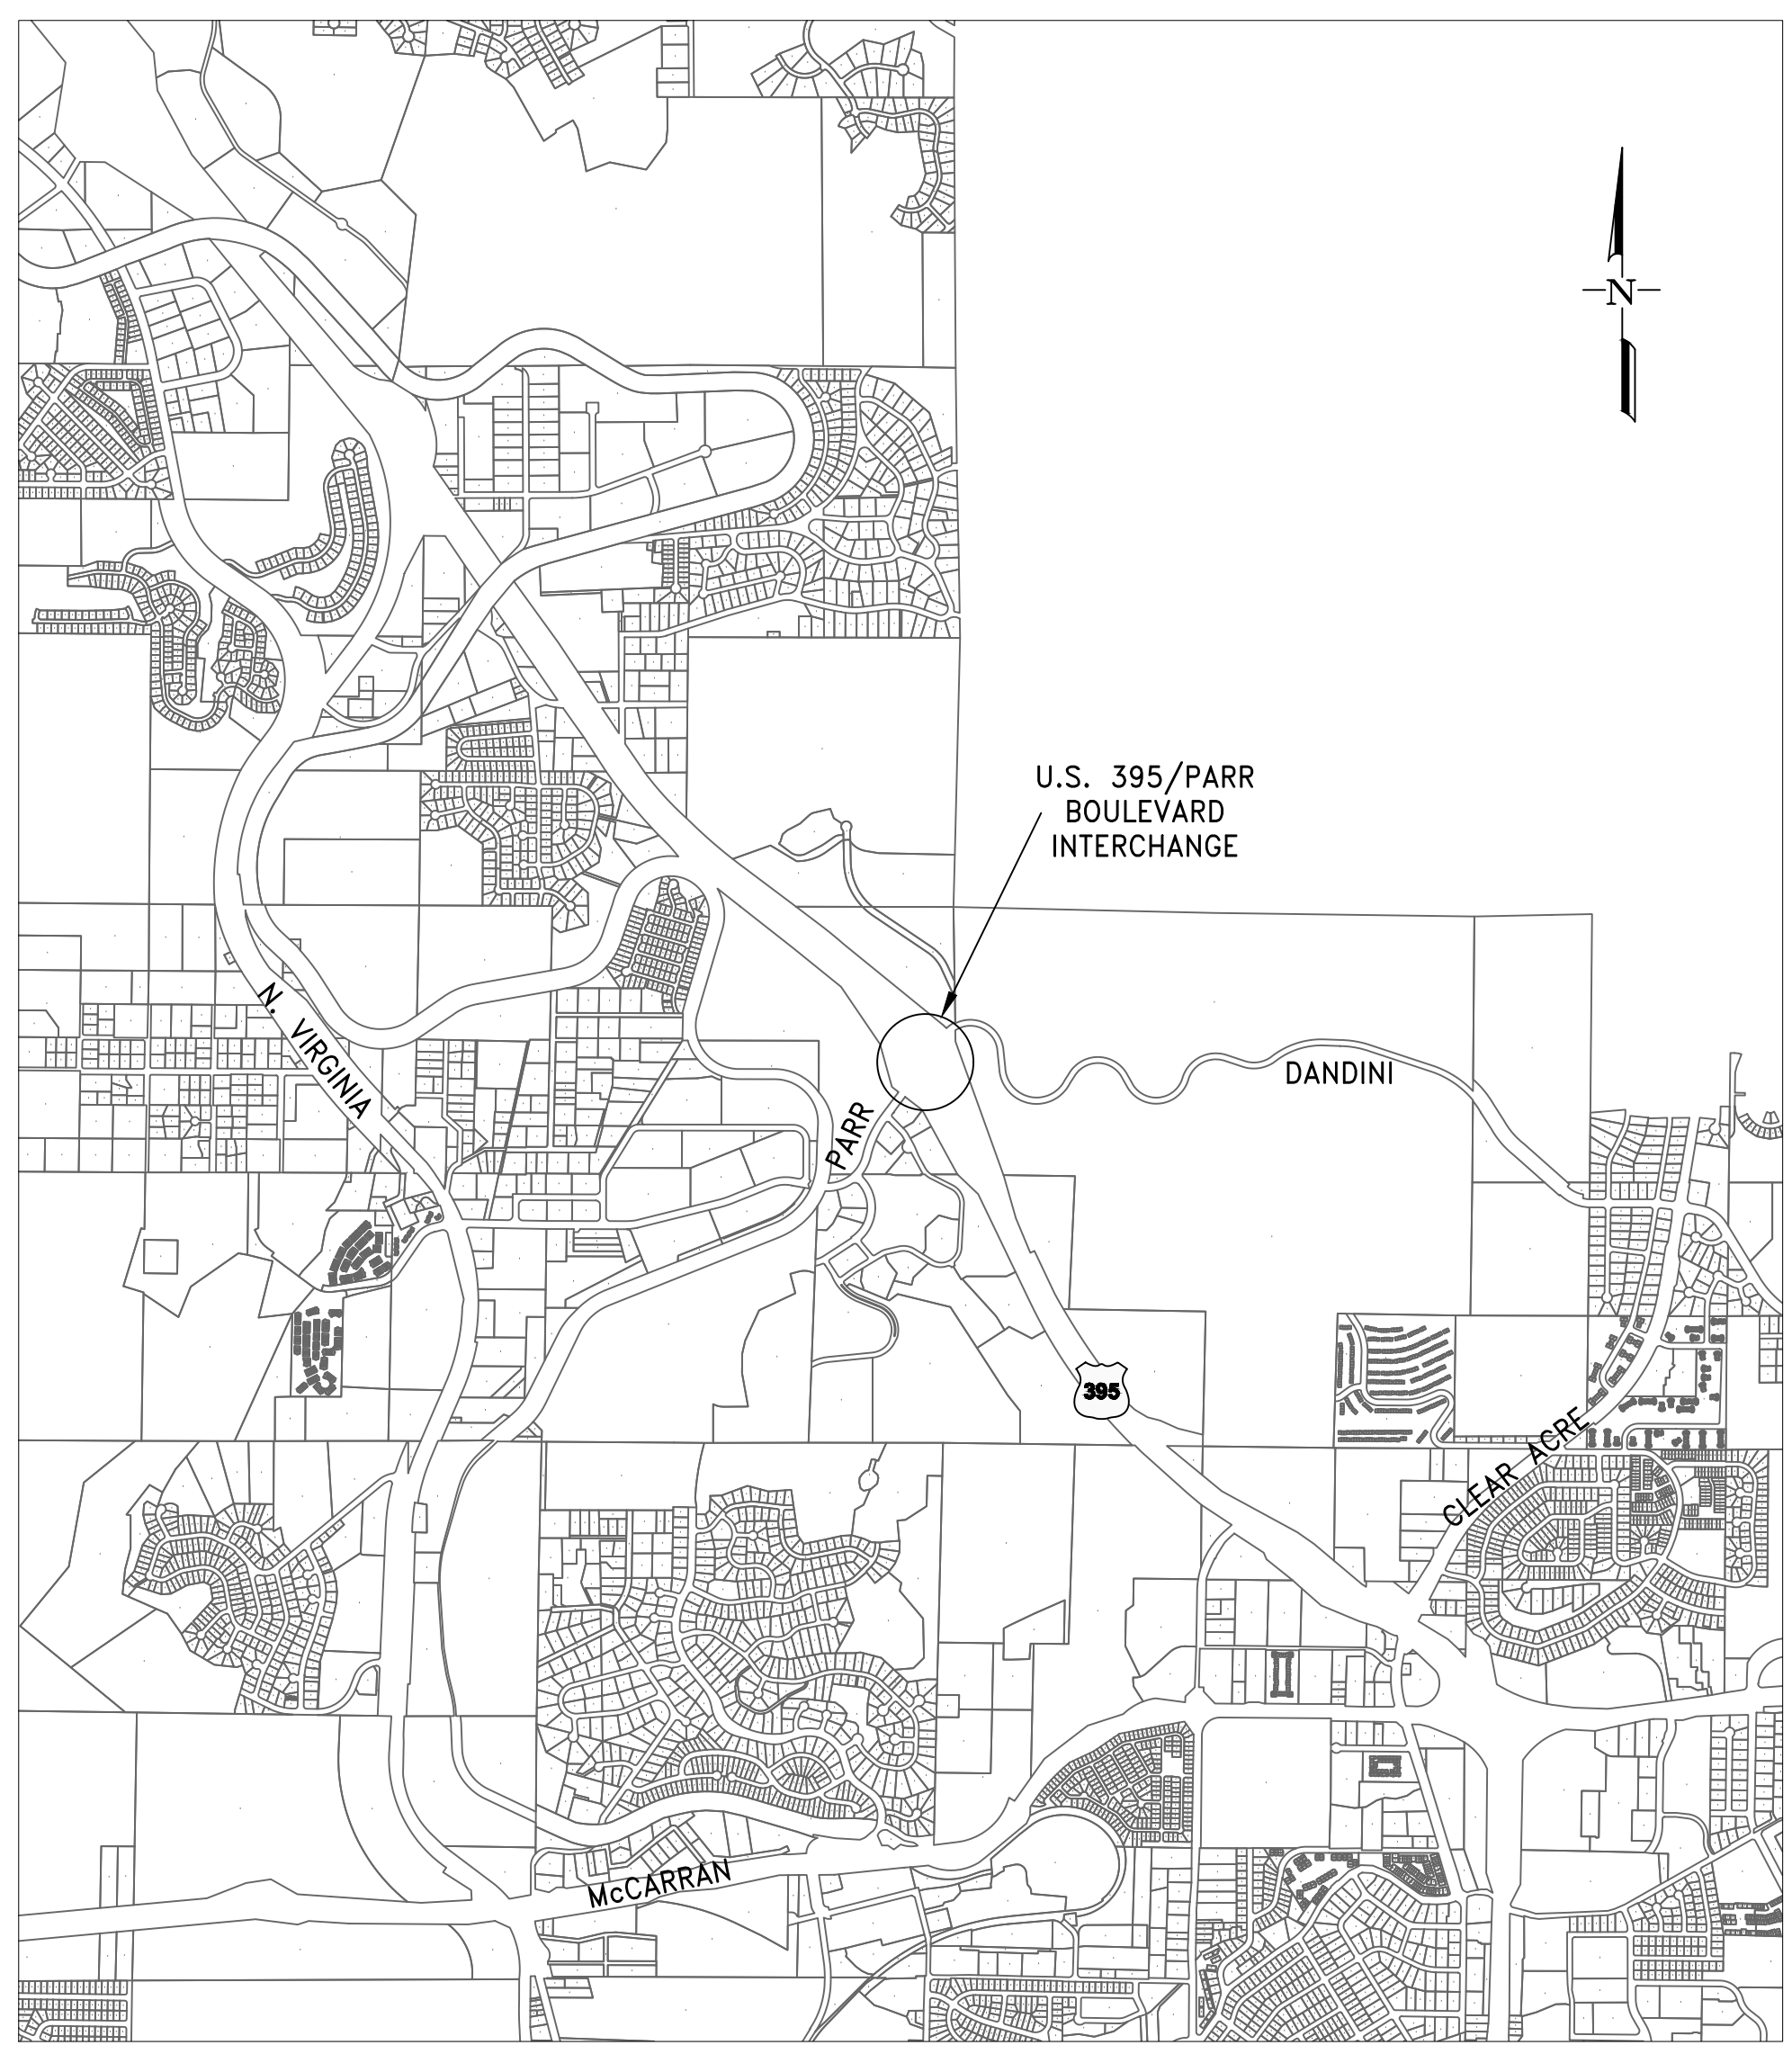 N
U.S. 395/PARR
BOULEVARD
INTERCHANGE
N. VIRGINIA
DANDINI
PARR
395
CLEAR ACRE
McCARRAN